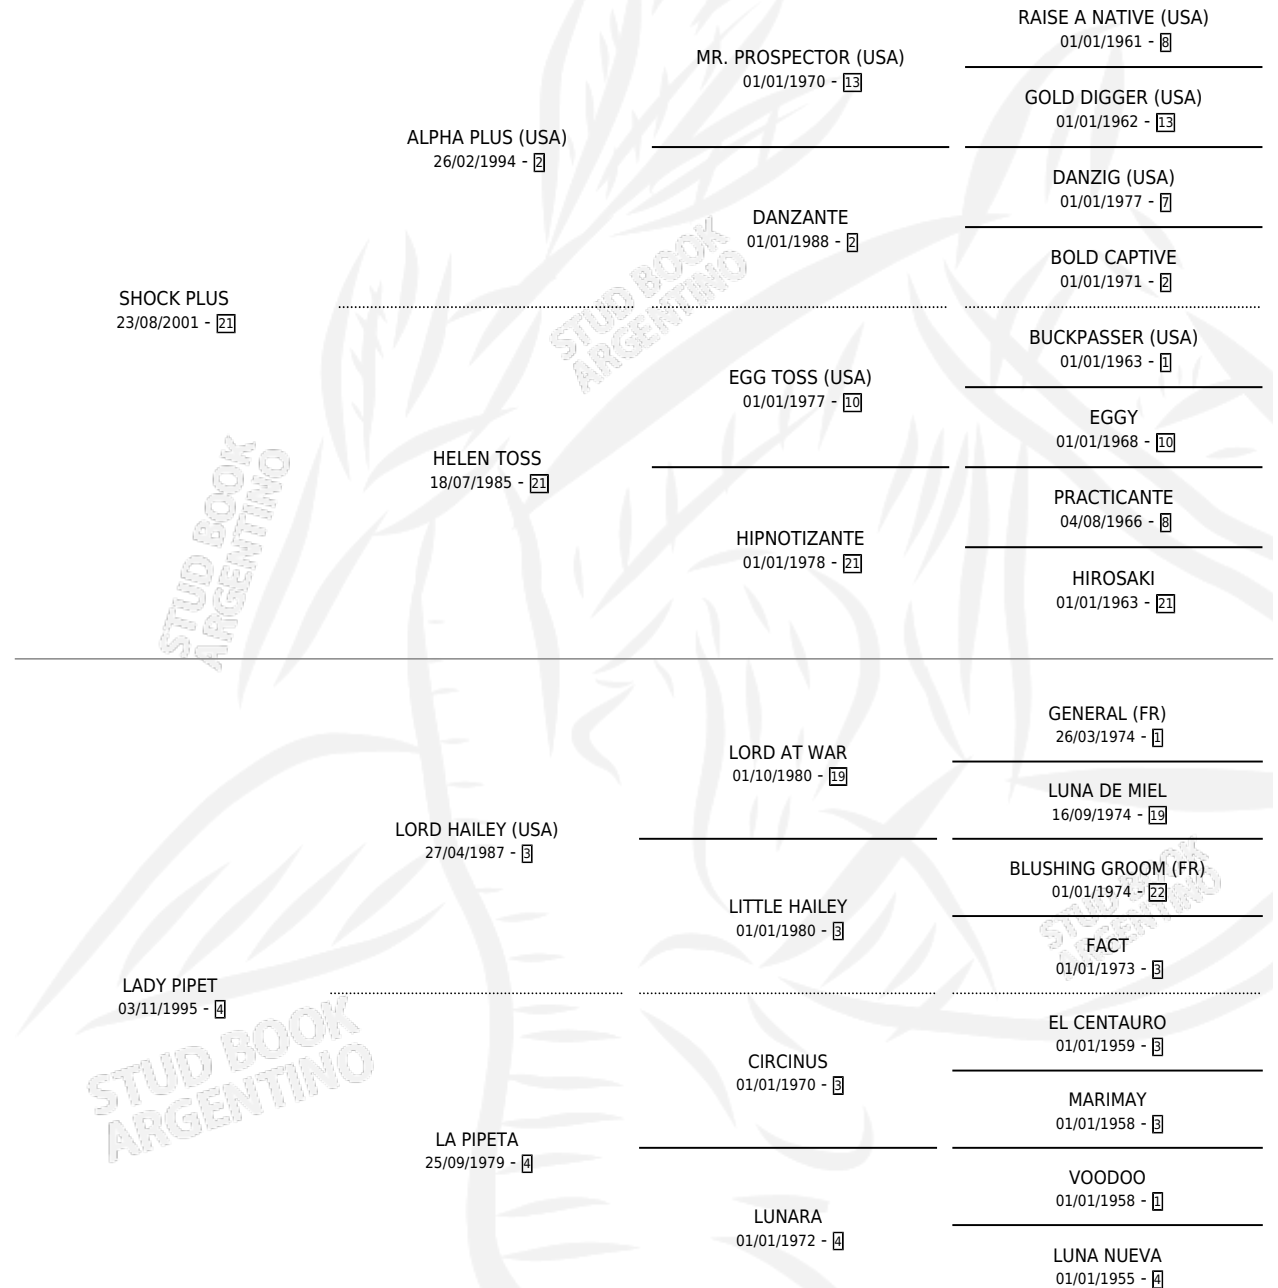 RAISE A NATIVE (USA)
01/01/1961 - 8
MR. PROSPECTOR (USA)
01/01/1970 - 13
GOLD DIGGER (USA)
01/01/1962 - 13
ALPHA PLUS (USA)
26/02/1994 - 2
DANZIG (USA)
01/01/1977 - 7
DANZANTE
01/01/1988 - 2
BOLD CAPTIVE
01/01/1971 - 2
SHOCK PLUS
23/08/2001 - 21
BUCKPASSER (USA)
01/01/1963 - 1
EGG TOSS (USA)
01/01/1977 - 10
EGGY
01/01/1968 - 10
HELEN TOSS
18/07/1985 - 21
PRACTICANTE
04/08/1966 - 8
HIPNOTIZANTE
01/01/1978 - 21
HIROSAKI
01/01/1963 - 21
GENERAL (FR)
26/03/1974 - 1
LORD AT WAR
01/10/1980 - 19
LUNA DE MIEL
16/09/1974 - 19
LORD HAILEY (USA)
27/04/1987 - 3
BLUSHING GROOM (FR)
01/01/1974 - 22
LITTLE HAILEY
01/01/1980 - 3
FACT
01/01/1973 - 3
LADY PIPET
03/11/1995 - 4
EL CENTAURO
01/01/1959 - 3
CIRCINUS
01/01/1970 - 3
MARIMAY
01/01/1958 - 3
LA PIPETA
25/09/1979 - 4
VOODOO
01/01/1958 - 1
LUNARA
01/01/1972 - 4
LUNA NUEVA
01/01/1955 - 4
STUD BOOK
ARGENTINO
STUD BOOK
ARGENTINO
STUD BOOK
ARGENTINO
STUD BOOK
ARGENTINO